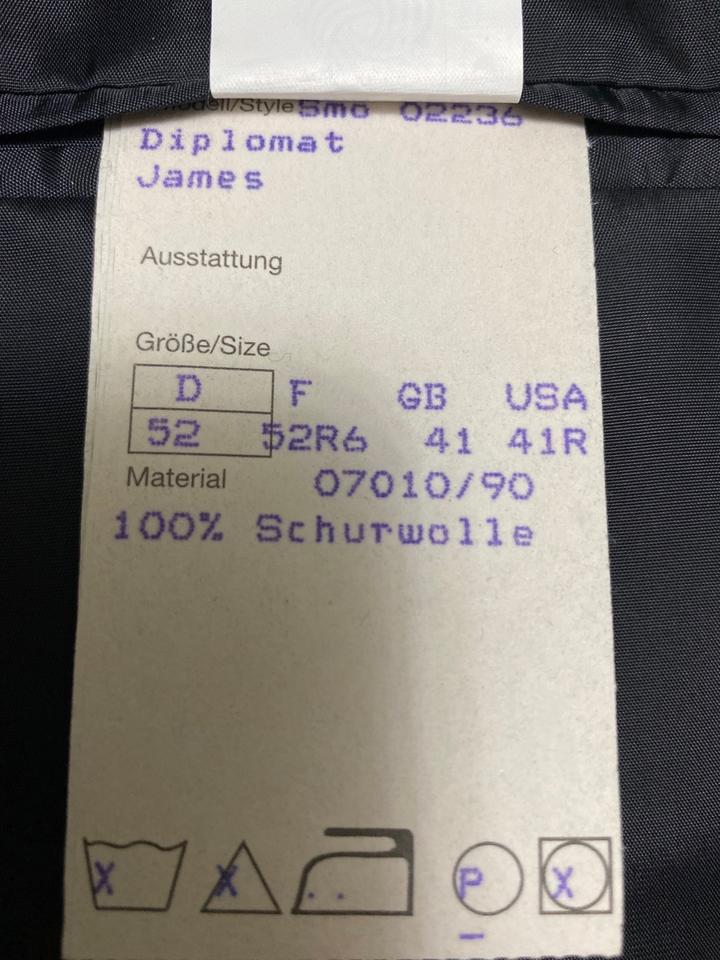 Modell/Style Smo 02236
Diplomat
James
Ausstattung
Größe/Size
D F GB USA
52 52R6 41 41R
Material 07010/90
100% Schurwolle
X X .. P X